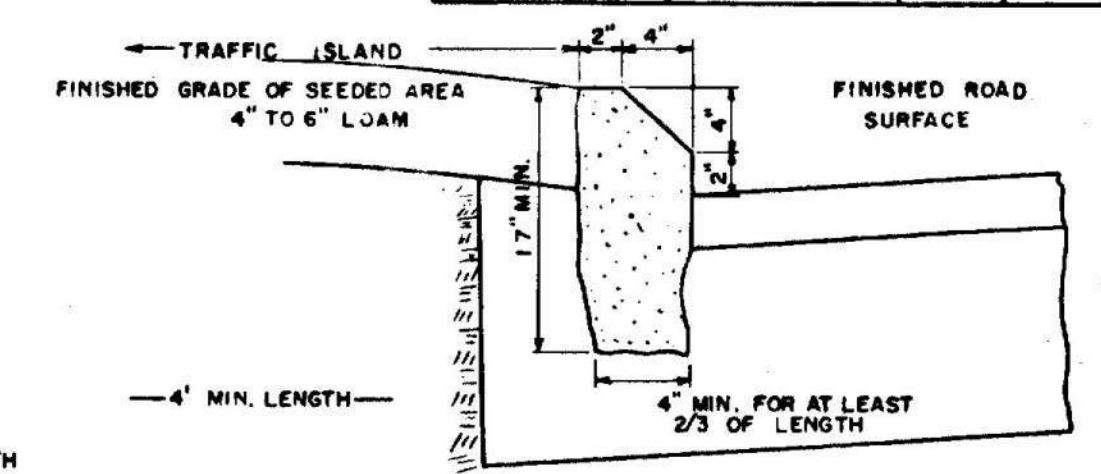 2" 4"
TRAFFIC ISLAND
FINISHED GRADE OF SEEDED AREA
4" TO 6" LOAM
FINISHED ROAD
SURFACE
4"
2"
17" MIN.
4' MIN. LENGTH
4" MIN. FOR AT LEAST
2/3 OF LENGTH
TH